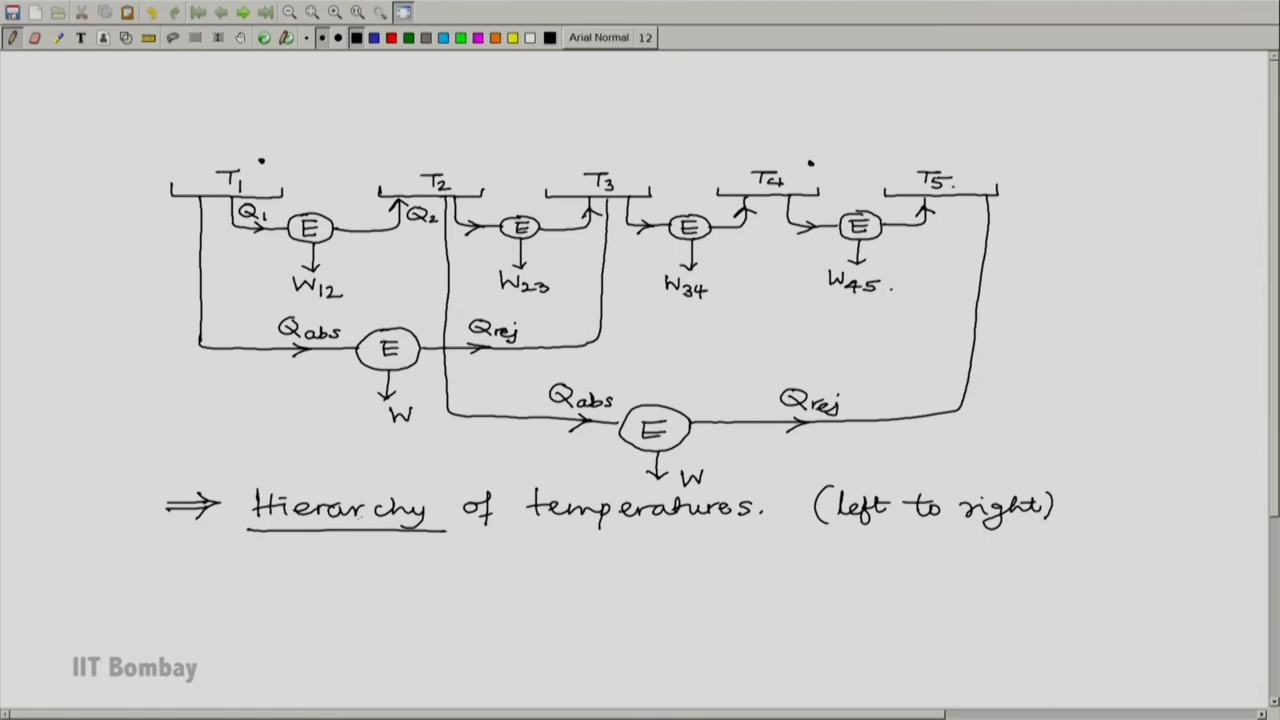 Arial Normal 12
T1 T2 T3 T4 T5.
Q1 E Q2 E E E
W12 W23 W34 W45.
Qabs E Qrej
W
Qabs E Qrej
W
⇒ Hierarchy of temperatures. (left to right)
IIT Bombay